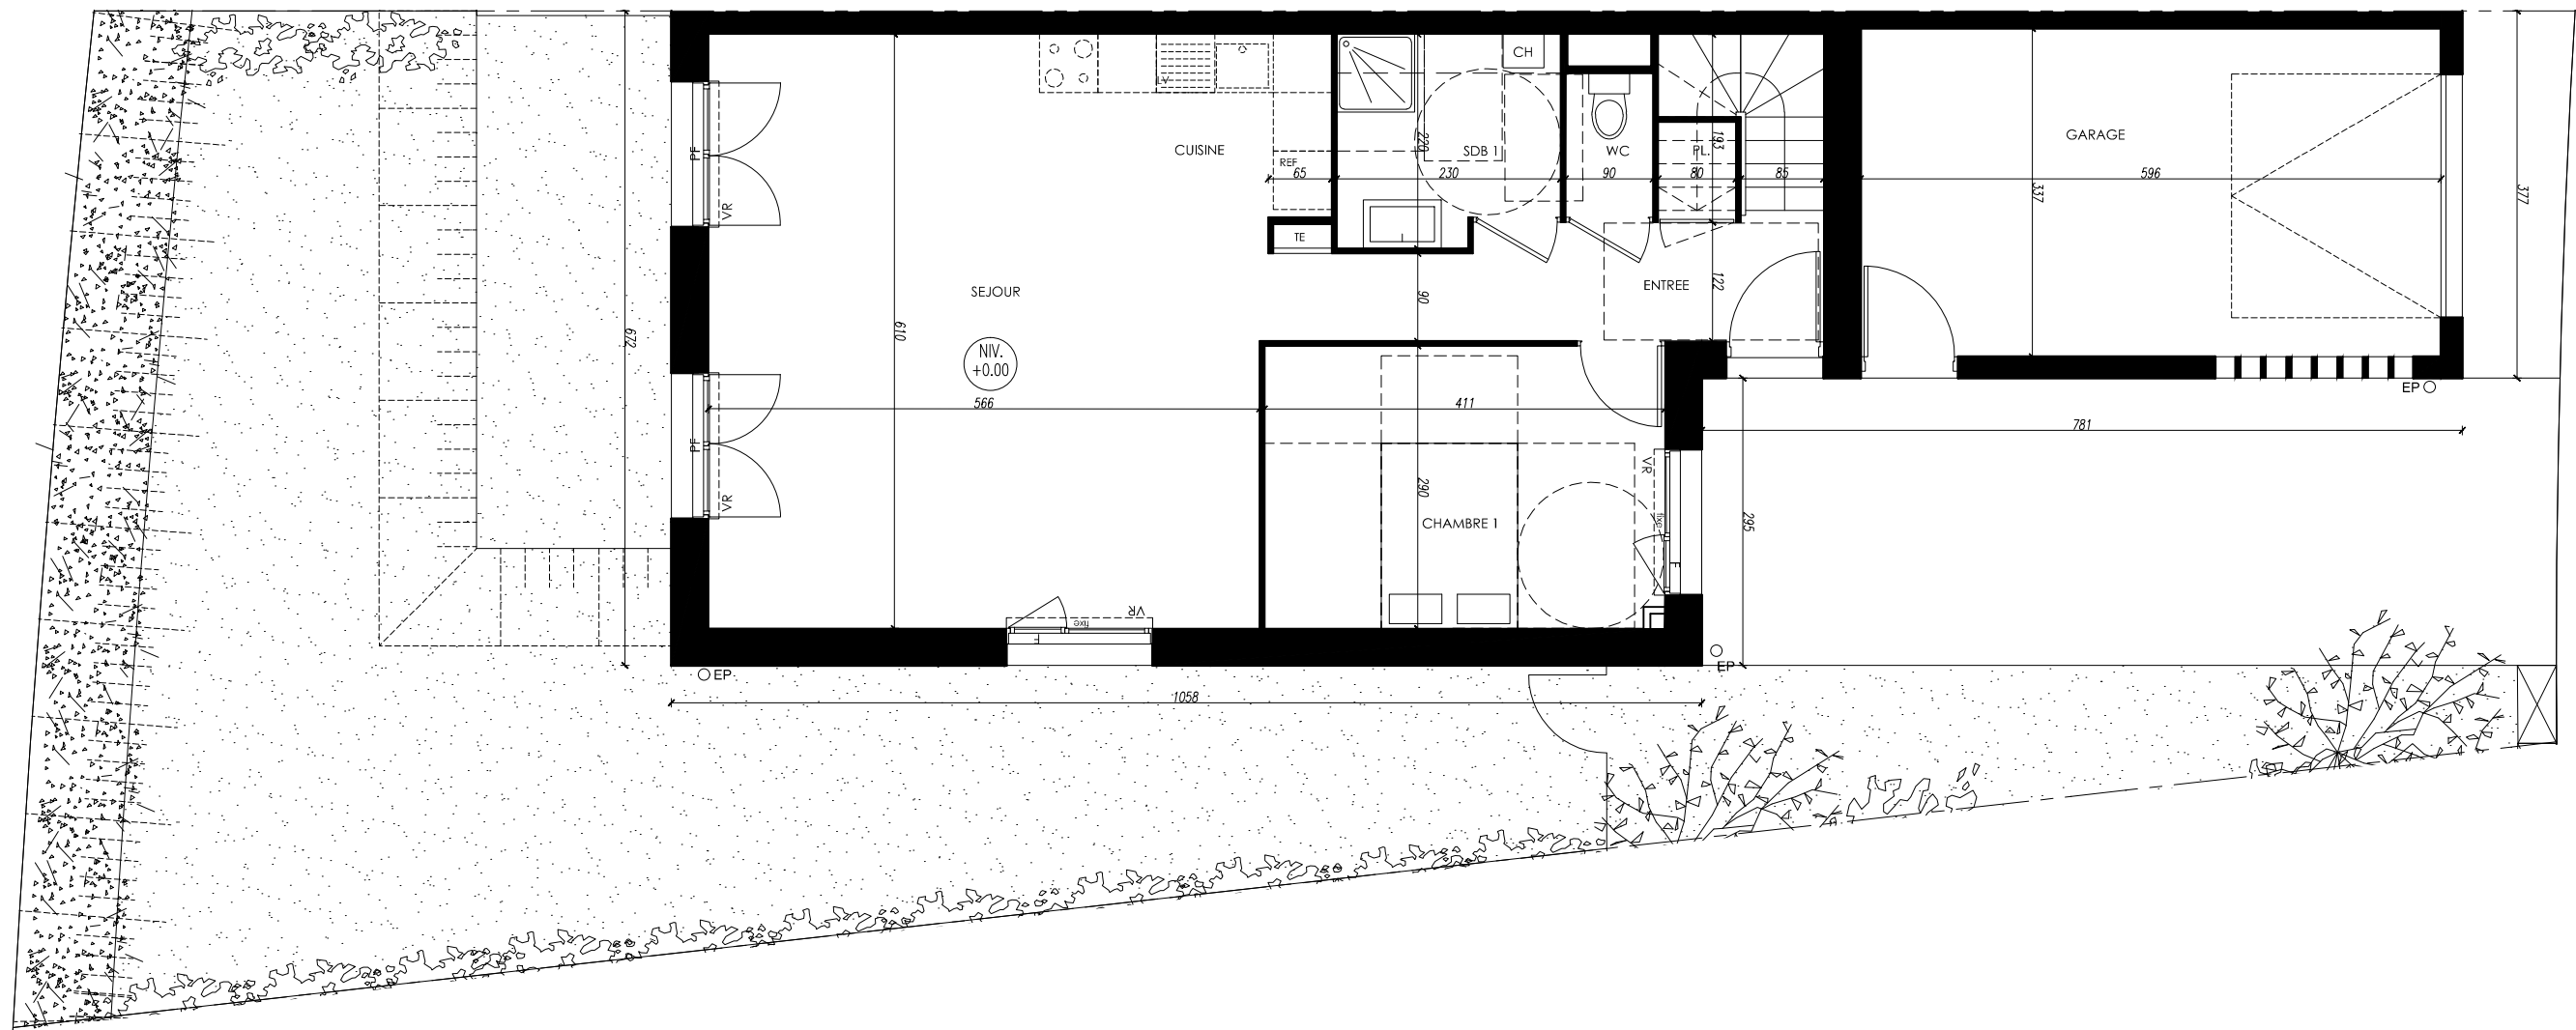 CH
LV
CUISINE
REF
SDB 1
WC
PL.
GARAGE
PF
VR
220
193
65
230
90
80
85
596
337
377
TE
SEJOUR
90
ENTREE
122
672
610
NIV.
+0.00
EP
566
411
781
PF
VR
290
VR
fixe
CHAMBRE 1
295
F
VR
fixe
F
EP
EP
1058